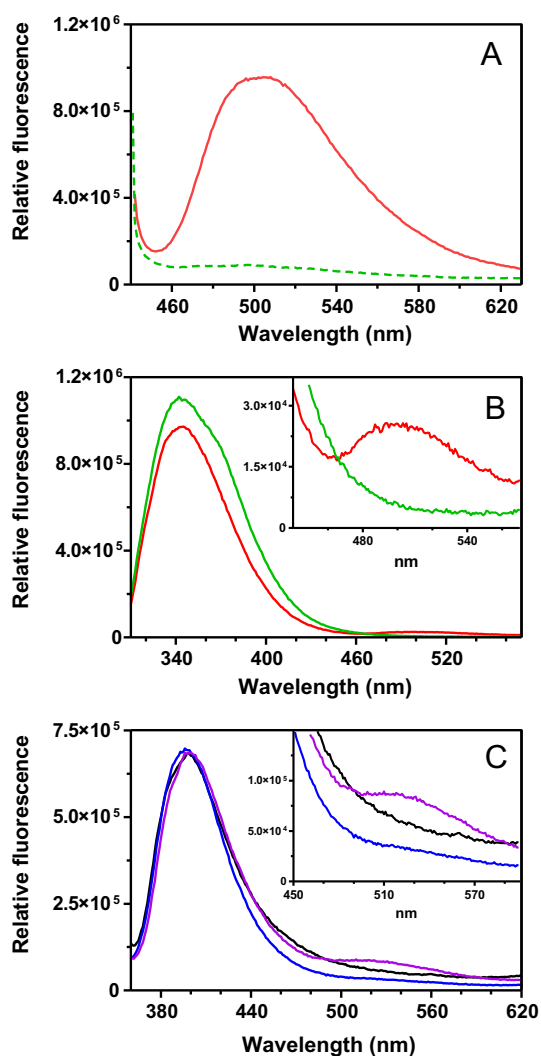 A
Relative fluorescence
1.2×10⁶
8.0×10⁵
4.0×10⁵
0
460 500 540 580 620
Wavelength (nm)
B
Relative fluorescence
1.2×10⁶
8.0×10⁵
4.0×10⁵
0
340 400 460 520
Wavelength (nm)
3.0×10⁴
1.5×10⁴
0
480 540
nm
C
Relative fluorescence
7.5×10⁵
5.0×10⁵
2.5×10⁵
0
380 440 500 560 620
Wavelength (nm)
1.0×10⁵
5.0×10⁴
0
450 510 570
nm